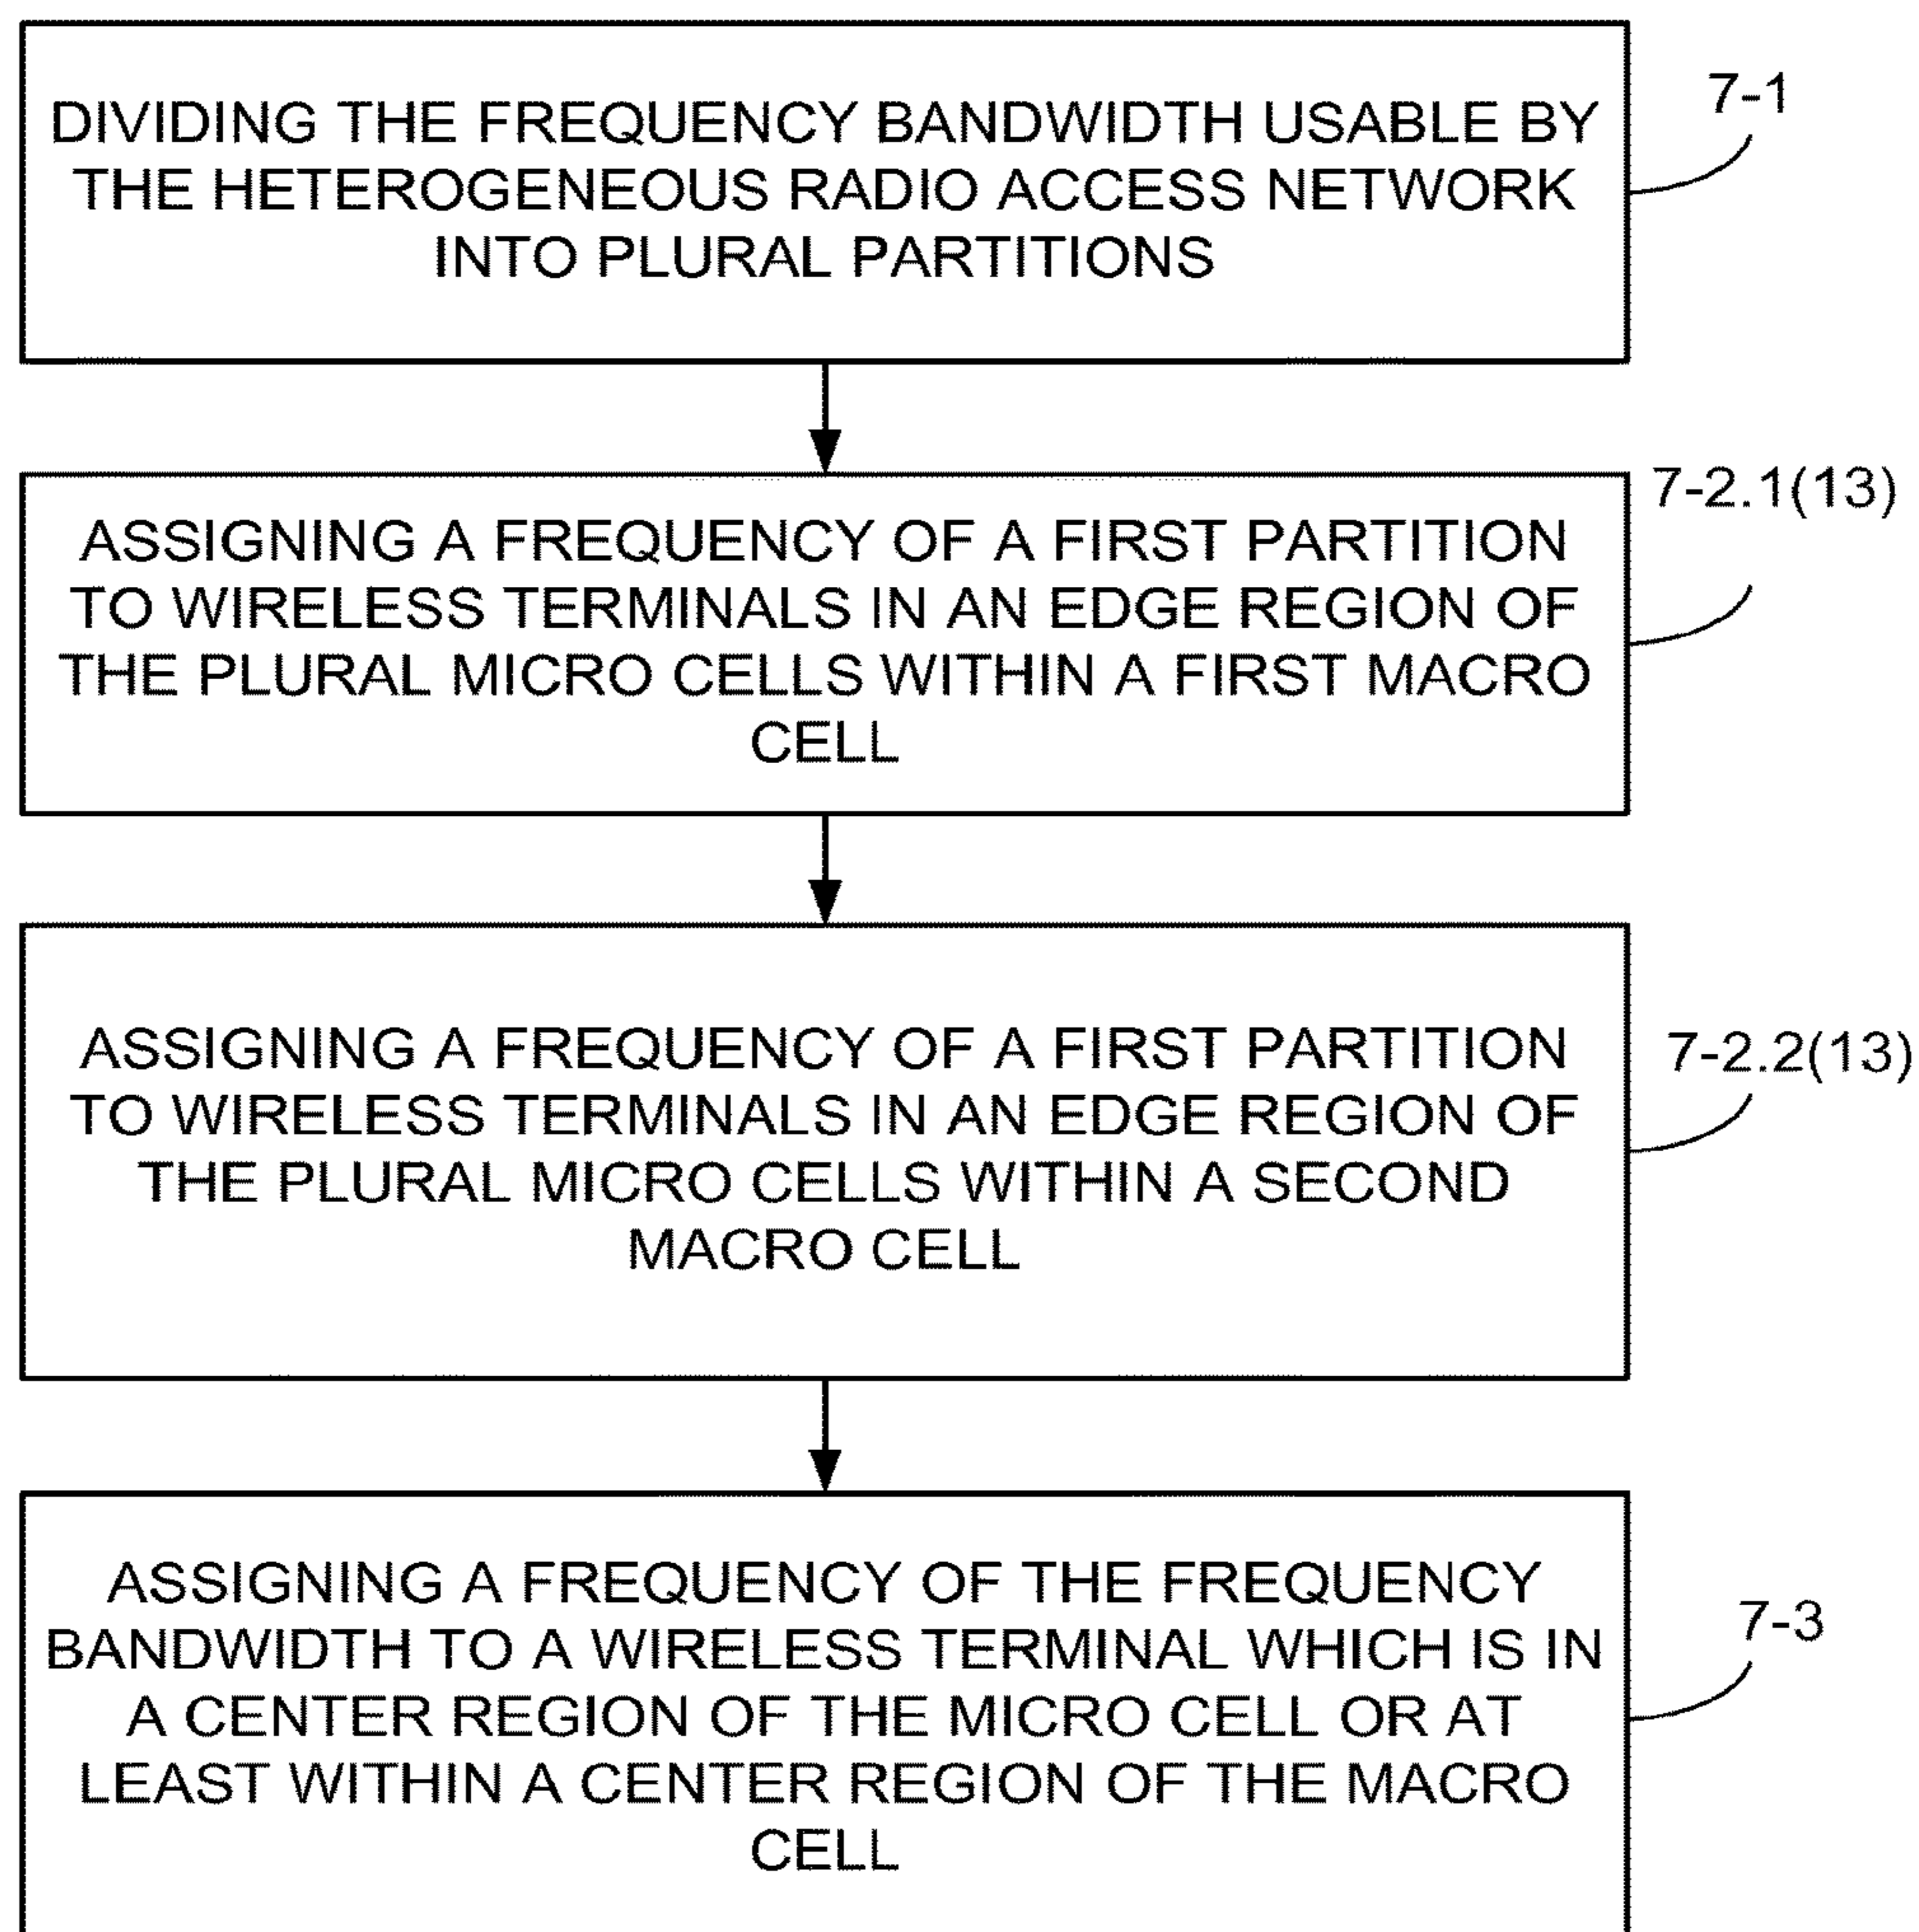 DIVIDING THE FREQUENCY BANDWIDTH USABLE BY
THE HETEROGENEOUS RADIO ACCESS NETWORK
INTO PLURAL PARTITIONS
7-1
ASSIGNING A FREQUENCY OF A FIRST PARTITION
TO WIRELESS TERMINALS IN AN EDGE REGION OF
THE PLURAL MICRO CELLS WITHIN A FIRST MACRO
CELL
7-2.1(13)
ASSIGNING A FREQUENCY OF A FIRST PARTITION
TO WIRELESS TERMINALS IN AN EDGE REGION OF
THE PLURAL MICRO CELLS WITHIN A SECOND
MACRO CELL
7-2.2(13)
ASSIGNING A FREQUENCY OF THE FREQUENCY
BANDWIDTH TO A WIRELESS TERMINAL WHICH IS IN
A CENTER REGION OF THE MICRO CELL OR AT
LEAST WITHIN A CENTER REGION OF THE MACRO
CELL
7-3